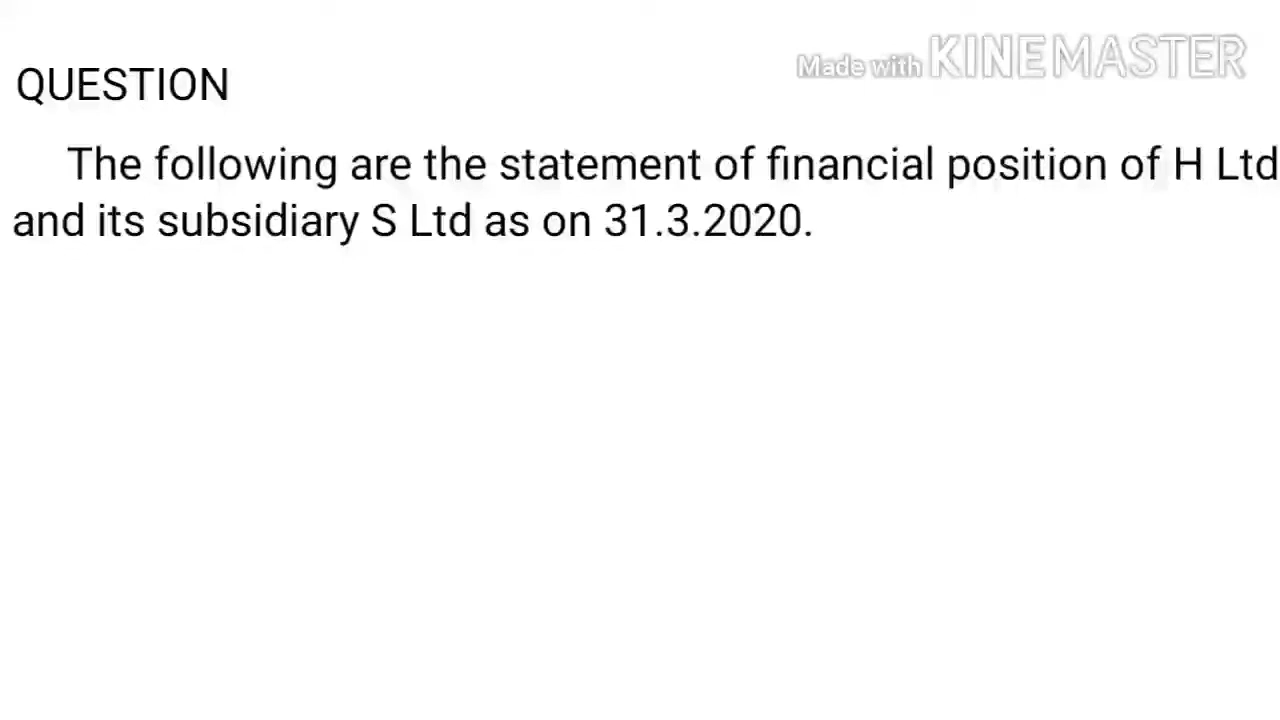 Made with KINEMASTER
QUESTION
The following are the statement of financial position of H Ltd
and its subsidiary S Ltd as on 31.3.2020.